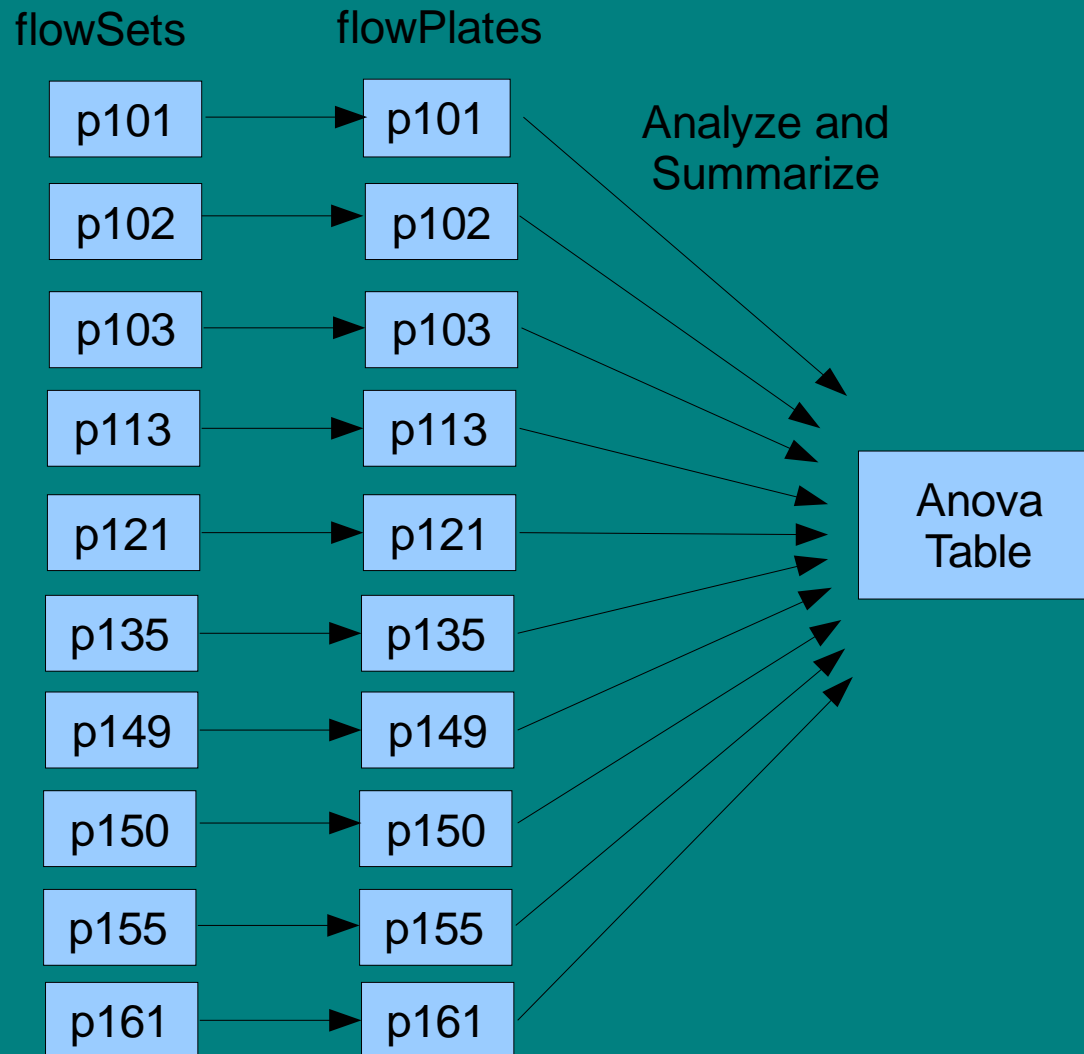 flowSets
flowPlates
Analyze and
Summarize
p101
p101
p102
p102
p103
p103
p113
p113
p121
p121
Anova
Table
p135
p135
p149
p149
p150
p150
p155
p155
p161
p161